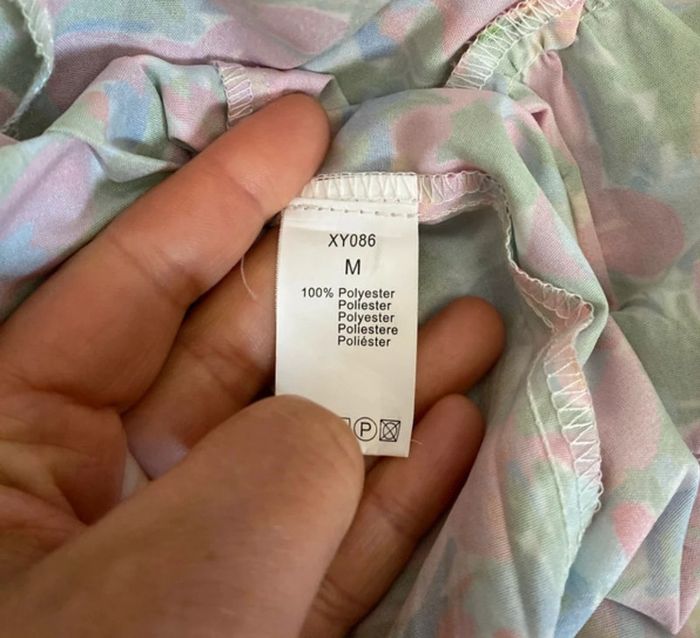 XY086
M
100% Polyester
Poliester
Polyester
Poliestere
Poliéster
P